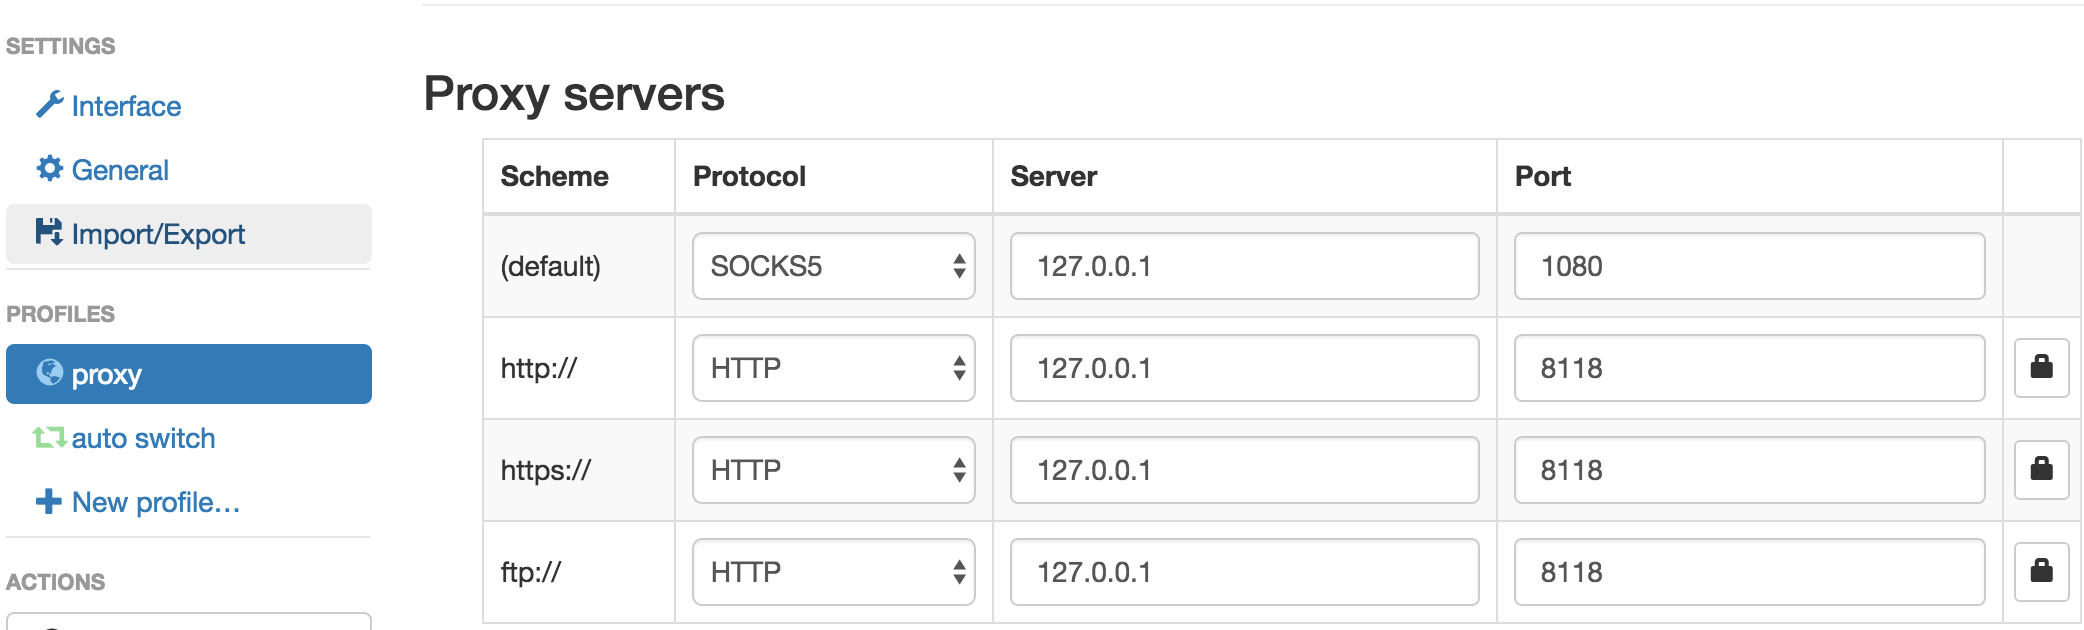 SETTINGS
Interface
General
Import/Export
PROFILES
proxy
auto switch
New profile...
ACTIONS
Proxy servers
Scheme Protocol Server Port
(default) SOCKS5 127.0.0.1 1080
http:// HTTP 127.0.0.1 8118
https:// HTTP 127.0.0.1 8118
ftp:// HTTP 127.0.0.1 8118